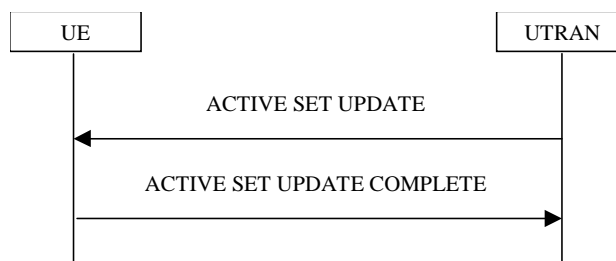 UE
UTRAN
ACTIVE SET UPDATE
ACTIVE SET UPDATE COMPLETE